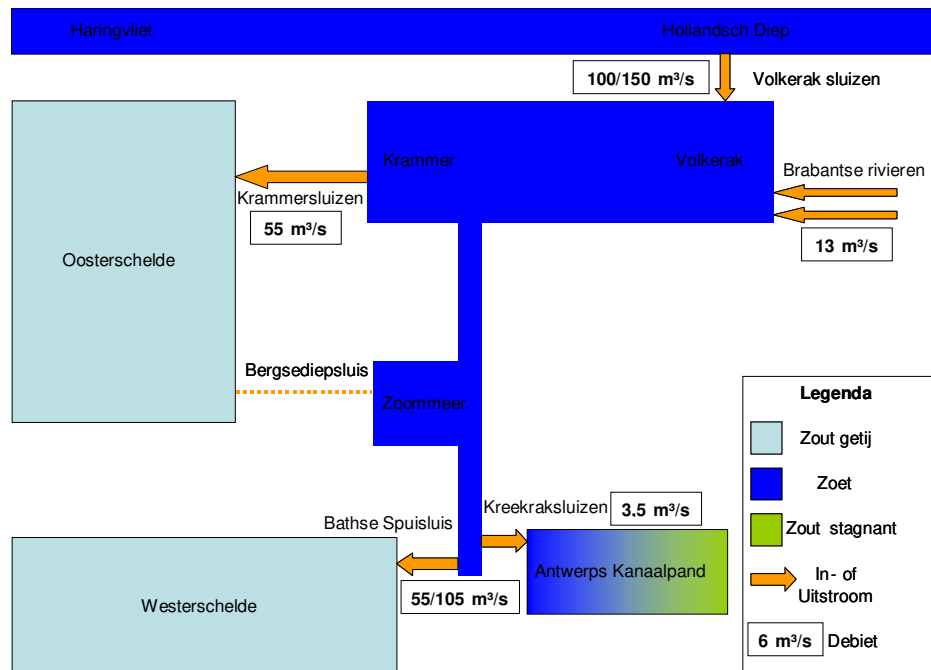 Haringvliet
Hollandsch Diep
100/150 m³/s
Volkerak sluizen
Krammer
Volkerak
Brabantse rivieren
Krammersluizen
55 m³/s
13 m³/s
Oosterschelde
Bergsediepsluis
Zoommeer
Legenda
Zout getij
Zoet
Zout stagnant
In- of
Uitstroom
6 m³/s Debiet
Kreekraksluizen
3,5 m³/s
Bathse Spuisluis
Antwerps Kanaalpand
55/105 m³/s
Westerschelde